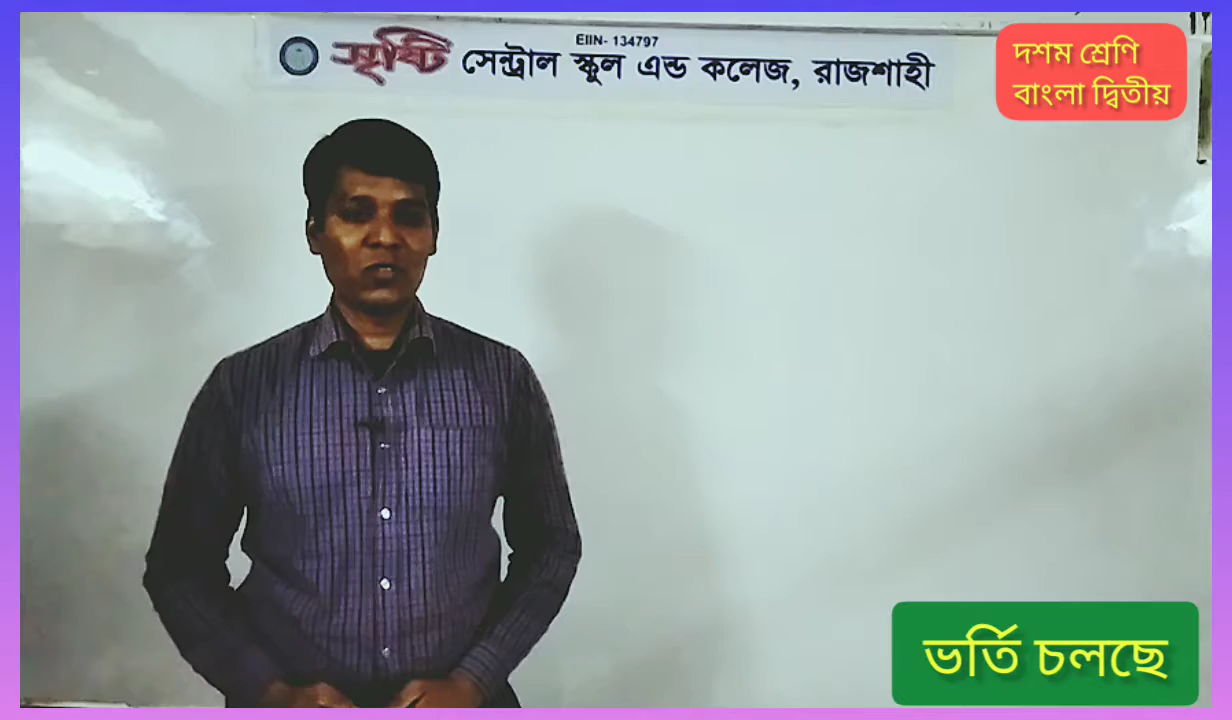 EIIN- 134797
সৃষ্টি সেন্ট্রাল স্কুল এন্ড কলেজ, রাজশাহী
দশম শ্রেণি
বাংলা দ্বিতীয়
ভর্তি চলছে